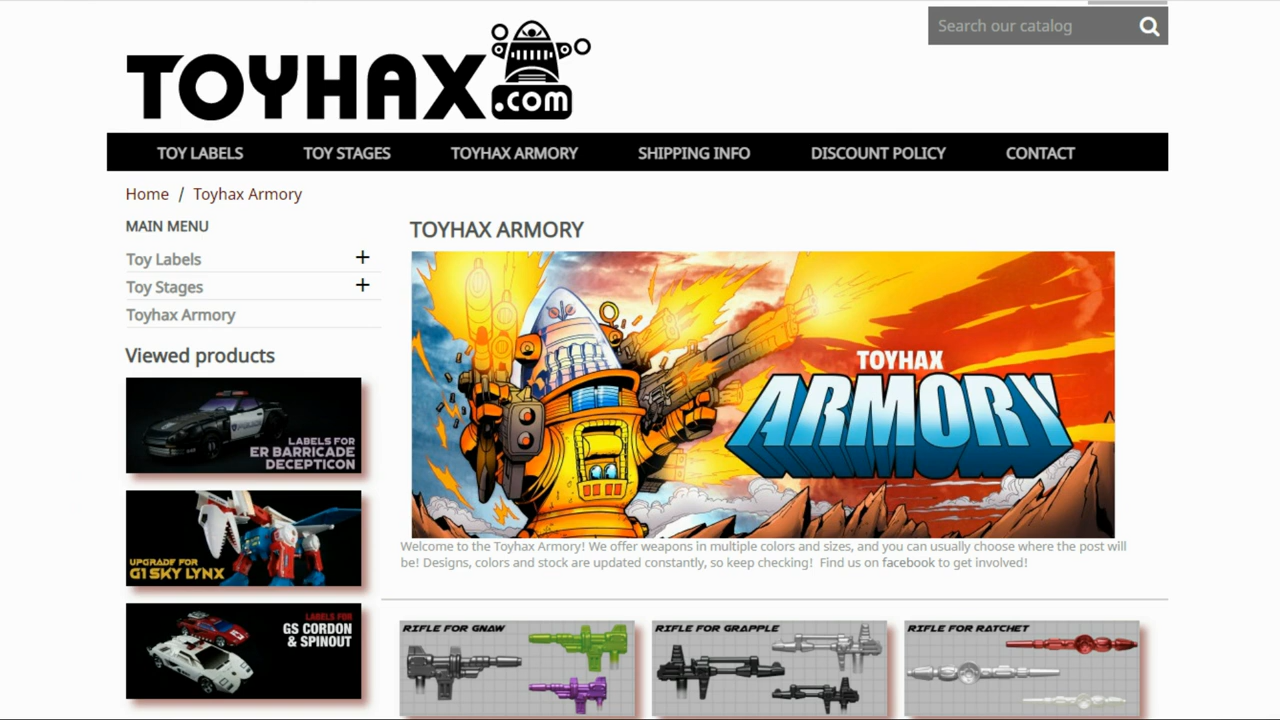 Search our catalog
TOYHAX
.com
TOY LABELS TOY STAGES TOYHAX ARMORY SHIPPING INFO DISCOUNT POLICY CONTACT
Home / Toyhax Armory
MAIN MENU
Toy Labels +
Toy Stages +
Toyhax Armory
Viewed products
LABELS FOR
ER BARRICADE
DECEPTICON
UPGRADE FOR
G1 SKY LYNX
LABELS FOR
GS CORDON
& SPINOUT
TOYHAX ARMORY
TOYHAX
ARMORY
Welcome to the Toyhax Armory! We offer weapons in multiple colors and sizes, and you can usually choose where the post will
be! Designs, colors and stock are updated constantly, so keep checking! Find us on facebook to get involved!
RIFLE FOR GNAW
RIFLE FOR GRAPPLE
RIFLE FOR RATCHET